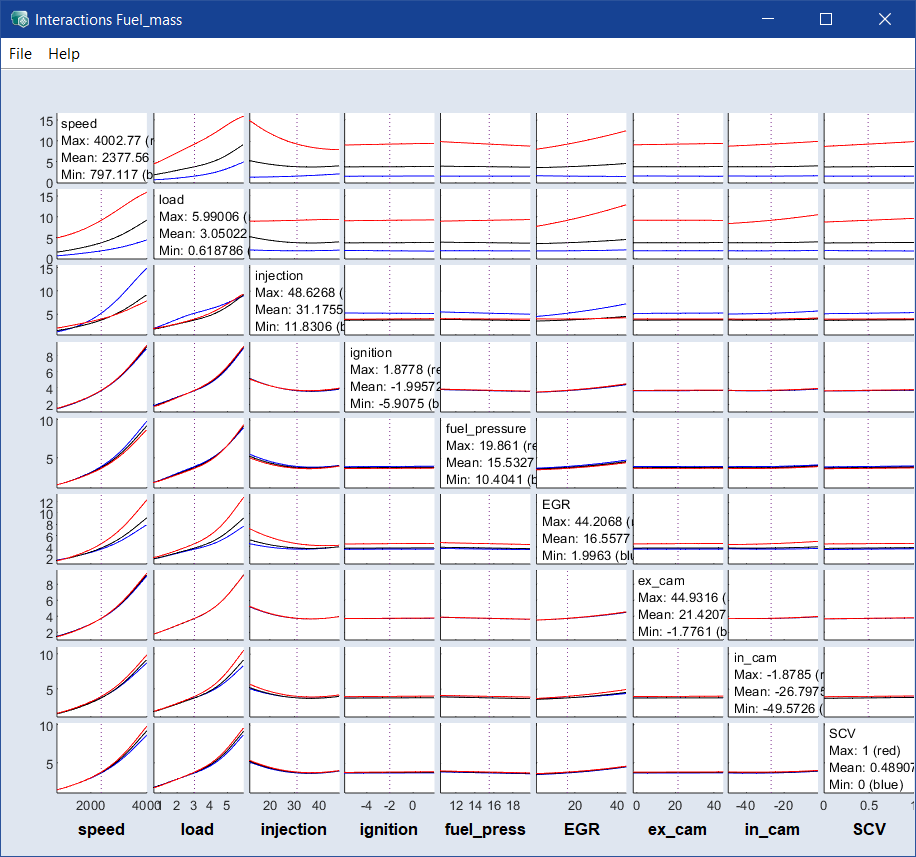 Interactions Fuel_mass
File Help
15
10
5
0
speed
Max: 4002.77 (r
Mean: 2377.56
Min: 797.117 (b
15
10
5
0
load
Max: 5.99006 (
Mean: 3.05022
Min: 0.618786 (
15
10
5
injection
Max: 48.6268 (
Mean: 31.1755
Min: 11.8306 (b
8
6
4
2
ignition
Max: 1.8778 (re
Mean: -1.99572
Min: -5.9075 (b
10
5
fuel_pressure
Max: 19.861 (re
Mean: 15.5327
Min: 10.4041 (b
12
10
8
6
4
2
EGR
Max: 44.2068 (
Mean: 16.5577
Min: 1.9963 (blu
8
6
4
2
ex_cam
Max: 44.9316 (
Mean: 21.4207
Min: -1.7761 (b
10
5
in_cam
Max: -1.8785 (r
Mean: -26.7975
Min: -49.5726 (
10
5
SCV
Max: 1 (red)
Mean: 0.48907
Min: 0 (blue)
2000 4000 1 2 3 4 5 20 30 40 -4 -2 0 12 14 16 18 20 40 0 20 40 -40 -20 0 0.5 1
speed load injection ignition fuel_press EGR ex_cam in_cam SCV